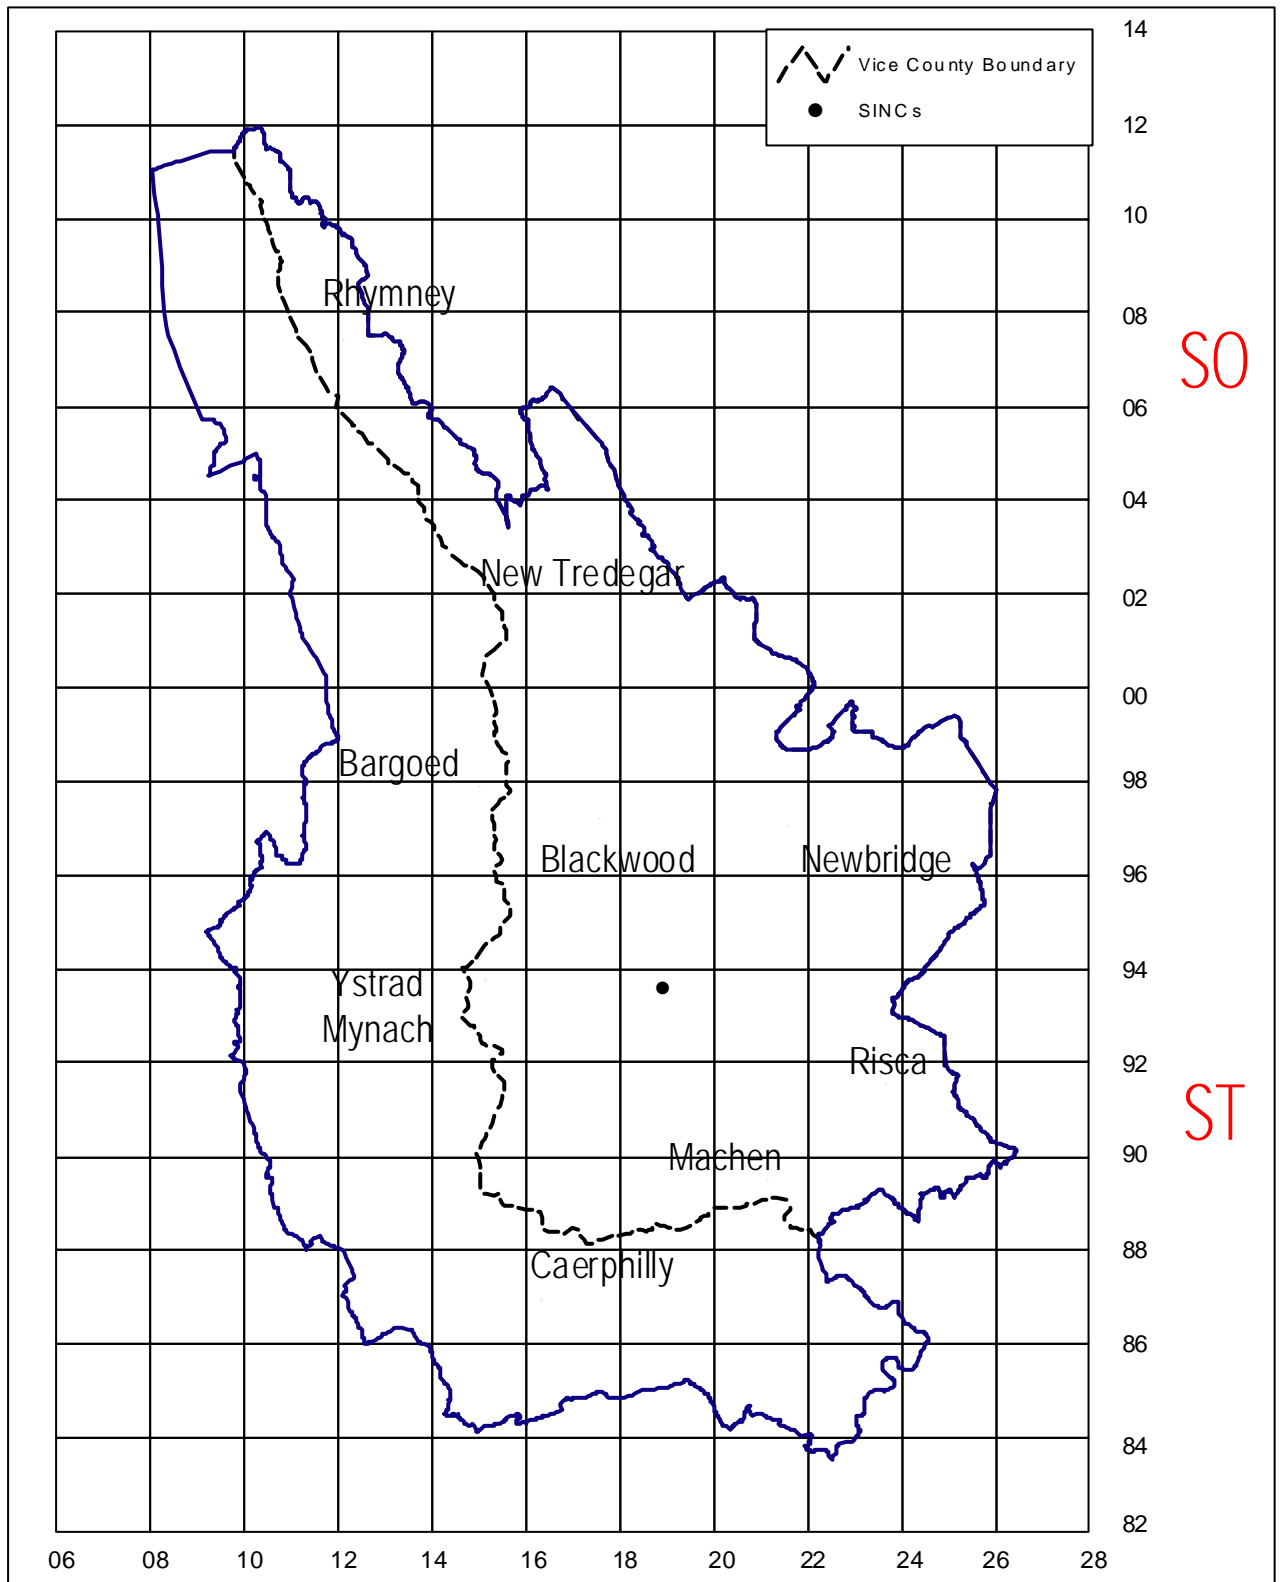 14
Vice County Boundary
SINCs
12
10
Rhymney
08
SO
06
04
New Tredegar
02
00
Bargoed
98
Blackwood
Newbridge
96
94
Ystrad
Mynach
Risca
92
ST
90
Machen
88
Caerphilly
86
84
82
06 08 10 12 14 16 18 20 22 24 26 28